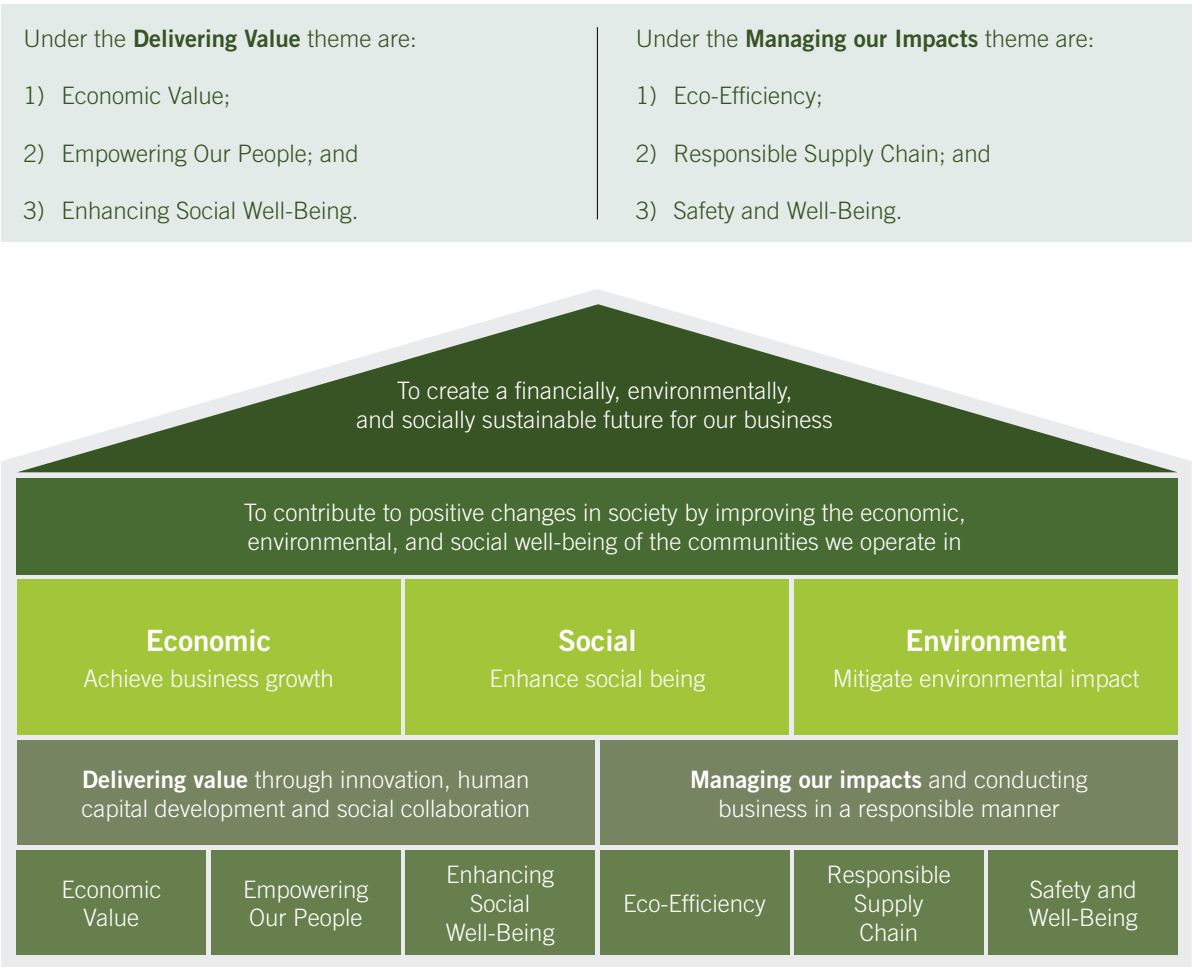 Under the Delivering Value theme are:
1) Economic Value;
2) Empowering Our People; and
3) Enhancing Social Well-Being.
Under the Managing our Impacts theme are:
1) Eco-Efficiency;
2) Responsible Supply Chain; and
3) Safety and Well-Being.
To create a financially, environmentally,
and socially sustainable future for our business
To contribute to positive changes in society by improving the economic,
environmental, and social well-being of the communities we operate in
Economic
Achieve business growth
Social
Enhance social being
Environment
Mitigate environmental impact
Delivering value through innovation, human
capital development and social collaboration
Managing our impacts and conducting
business in a responsible manner
Economic
Value
Empowering
Our People
Enhancing
Social
Well-Being
Eco-Efficiency
Responsible
Supply
Chain
Safety and
Well-Being